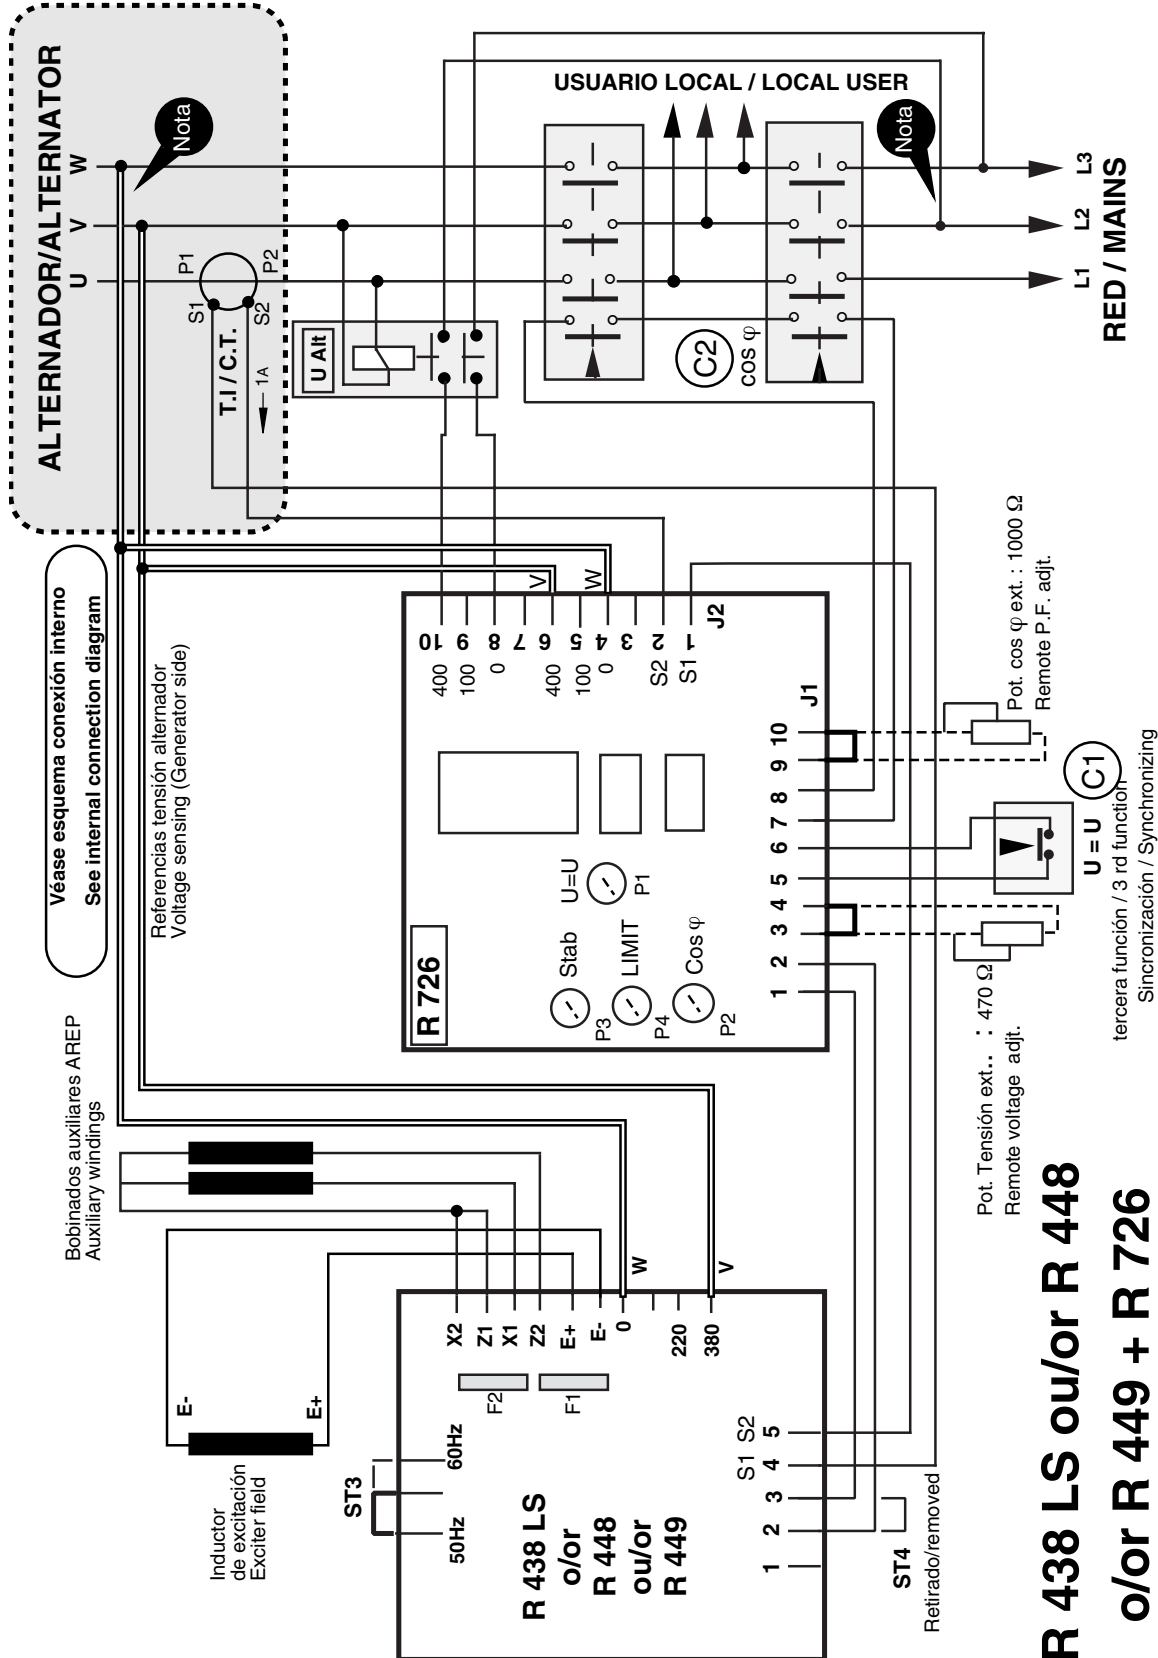 ALTERNADOR/ALTERNATOR
U
V
W
Nota
P1
P2
S1
S2
T.I / C.T.
1A
U Alt
USUARIO LOCAL / LOCAL USER
C2
cos φ
Nota
L1
L2
L3
RED / MAINS
Véase esquema conexión interno
See internal connection diagram
Referencias tensión alternador
Voltage sensing (Generator side)
V
W
10
9
8
7
6
5
4
3
2
1
J2
400
100
0
400
100
0
S2
S1
R 726
Stab
P3
LIMIT
P4
Cos φ
P2
U=U
P1
J1
1
2
3
4
5
6
7
8
9
10
Pot. cos φ ext. : 1000 Ω
Remote P.F. adjt.
C1
U = U
tercera función / 3 rd function
Sincronización / Synchronizing
Pot. Tensión ext.. : 470 Ω
Remote voltage adjt.
Bobinados auxiliares AREP
Auxiliary windings
Inductor
de excitación
Exciter field
E-
E+
ST3
50Hz
60Hz
X2
Z1
X1
Z2
E+
E-
0
220
380
W
V
F2
F1
R 438 LS
o/or
R 448
ou/or
R 449
1
2
3
4
5
S1
S2
ST4
Retirado/removed
R 438 LS ou/or R 448
o/or R 449 + R 726